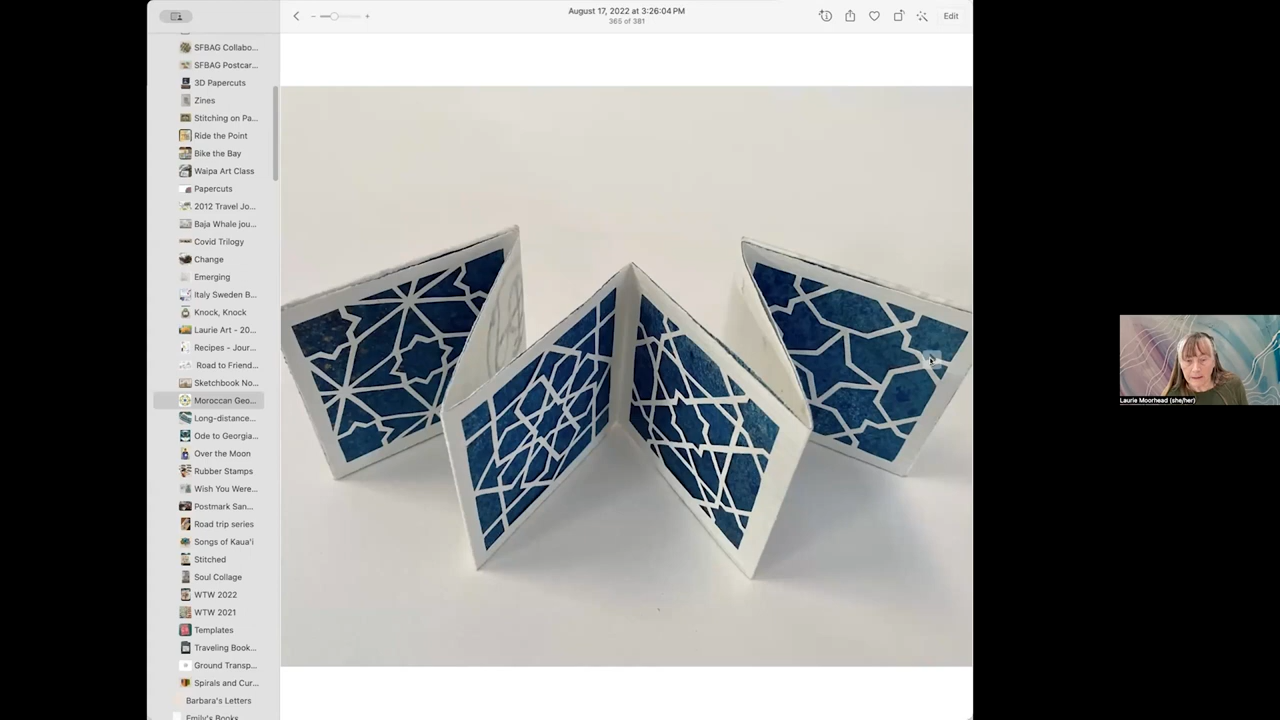 August 17, 2022 at 3:26:04 PM
365 of 381
Edit
SFBAG Collabo...
SFBAG Postcar...
3D Papercuts
Zines
Stitching on Pa...
Ride the Point
Bike the Bay
Waipa Art Class
Papercuts
2012 Travel Jo...
Baja Whale jou...
Covid Trilogy
Change
Emerging
Italy Sweden B...
Knock, Knock
Laurie Art - 20...
Recipes - Jour...
Road to Friend...
Sketchbook No...
Moroccan Geo...
Long-distance...
Ode to Georgia...
Over the Moon
Rubber Stamps
Wish You Were...
Postmark San...
Road trip series
Songs of Kaua'i
Stitched
Soul Collage
WTW 2022
WTW 2021
Templates
Traveling Book...
Ground Transp...
Spirals and Cur...
Barbara's Letters
Emily's Books
Laurie Moorhead (she/her)